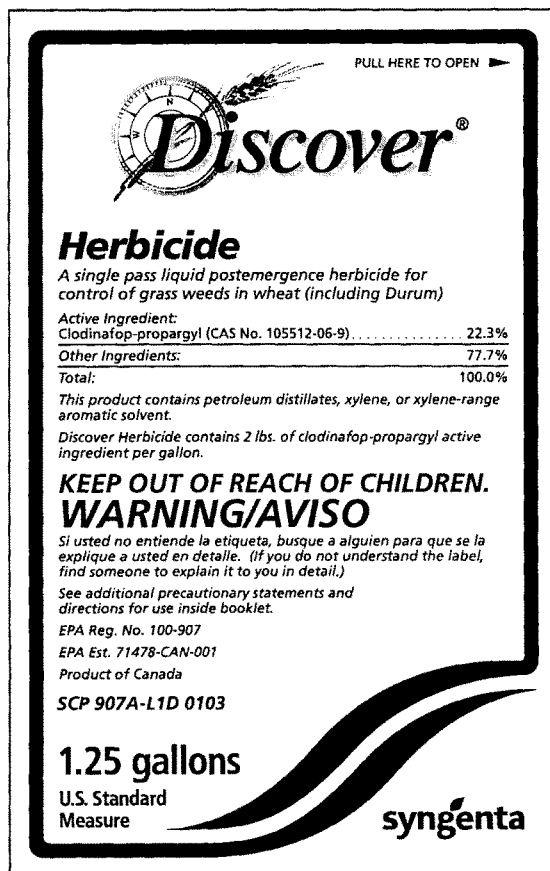 PULL HERE TO OPEN ►
Discover®
Herbicide
A single pass liquid postemergence herbicide for
control of grass weeds in wheat (including Durum)
Active Ingredient:
Clodinafop-propargyl (CAS No. 105512-06-9) . . . . . . . . . . . . . . . 22.3%
Other Ingredients: 77.7%
Total: 100.0%
This product contains petroleum distillates, xylene, or xylene-range
aromatic solvent.
Discover Herbicide contains 2 lbs. of clodinafop-propargyl active
ingredient per gallon.
KEEP OUT OF REACH OF CHILDREN.
WARNING/AVISO
Si usted no entiende la etiqueta, busque a alguien para que se la
explique a usted en detalle. (If you do not understand the label,
find someone to explain it to you in detail.)
See additional precautionary statements and
directions for use inside booklet.
EPA Reg. No. 100-907
EPA Est. 71478-CAN-001
Product of Canada
SCP 907A-L1D 0103
1.25 gallons
U.S. Standard
Measure
syngenta